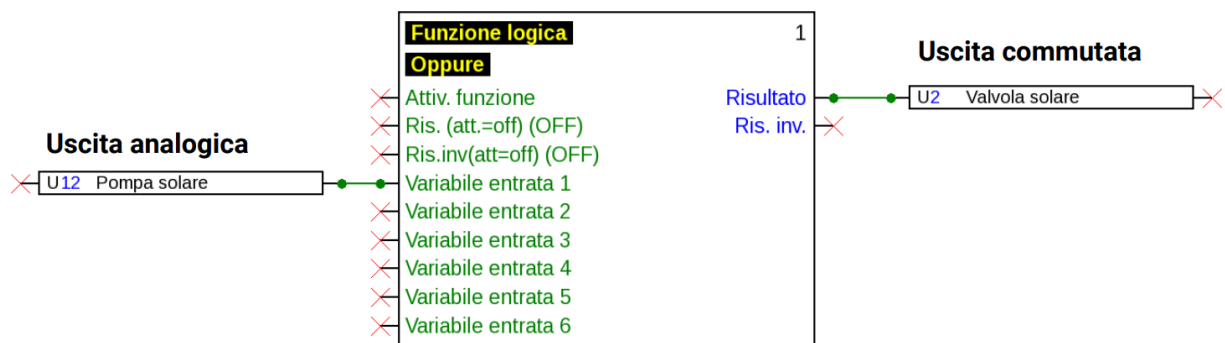 Funzione logica 1
Oppure
Uscita commutata
Attiv. funzione
Risultato
U2 Valvola solare
Ris. (att.=off) (OFF)
Ris. inv.
Uscita analogica
Ris.inv(att=off) (OFF)
U12 Pompa solare
Variabile entrata 1
Variabile entrata 2
Variabile entrata 3
Variabile entrata 4
Variabile entrata 5
Variabile entrata 6